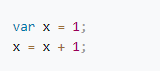 var x = 1;
x = x + 1;